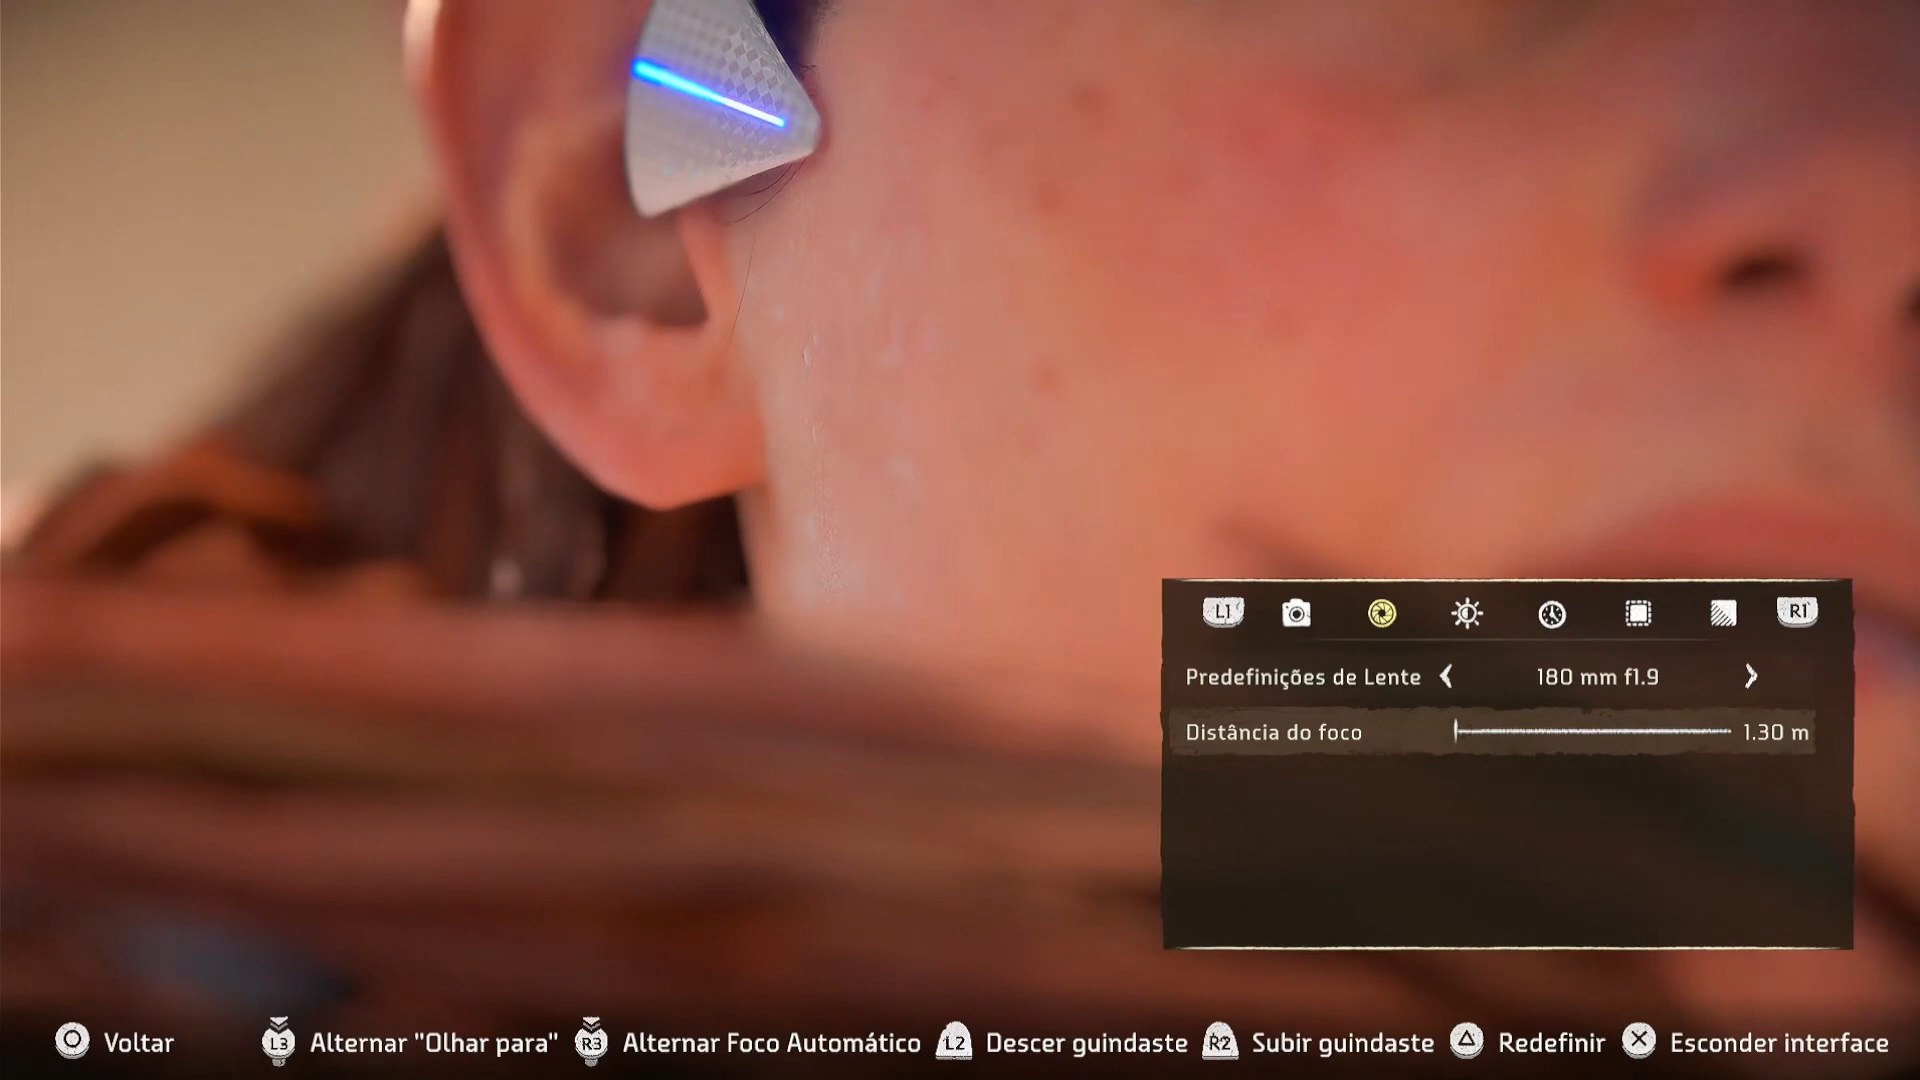 L1
R1
Predefinições de Lente 180 mm f1.9
Distância do foco 1.30 m
Voltar L3 Alternar "Olhar para" R3 Alternar Foco Automático L2 Descer guindaste R2 Subir guindaste Redefinir Esconder interface